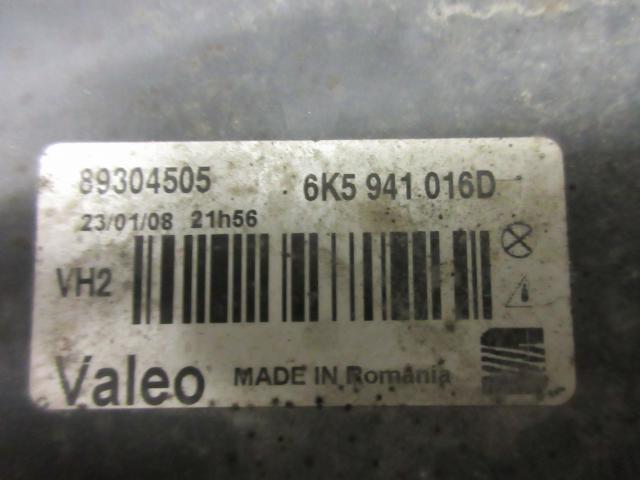 89304505 6K5 941 016D
23/01/08 21h56
VH2
Valeo MADE IN România